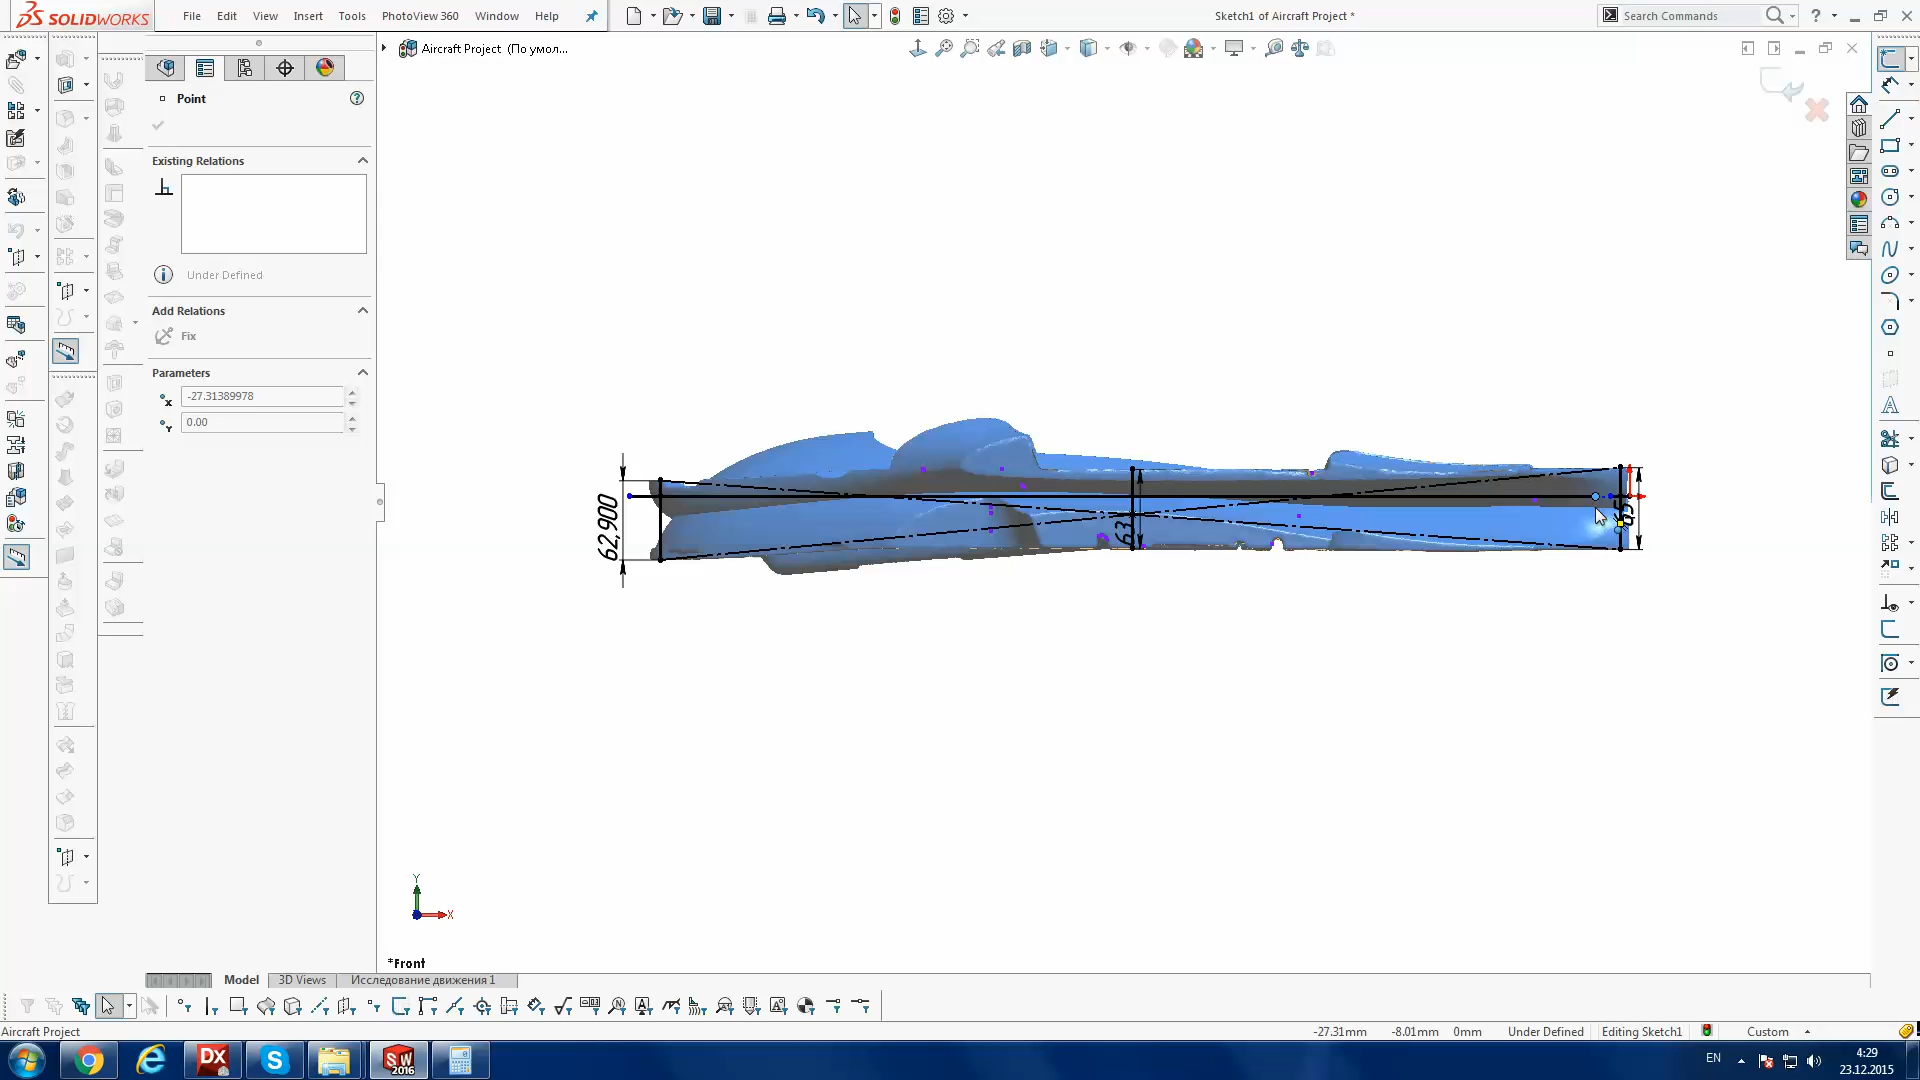 SOLIDWORKS
File Edit View Insert Tools PhotoView 360 Window Help
Sketch1 of Aircraft Project *
Search Commands
Aircraft Project (По умол...
Point
Existing Relations
Under Defined
Add Relations
Fix
Parameters
X -27.31389978
Y 0.00
62,900
63
Y
X
*Front
Model 3D Views Исследование движения 1
Aircraft Project
-27.31mm -8.01mm 0mm Under Defined Editing Sketch1 Custom
DX
S
SW
2016
EN
4:29
23.12.2015